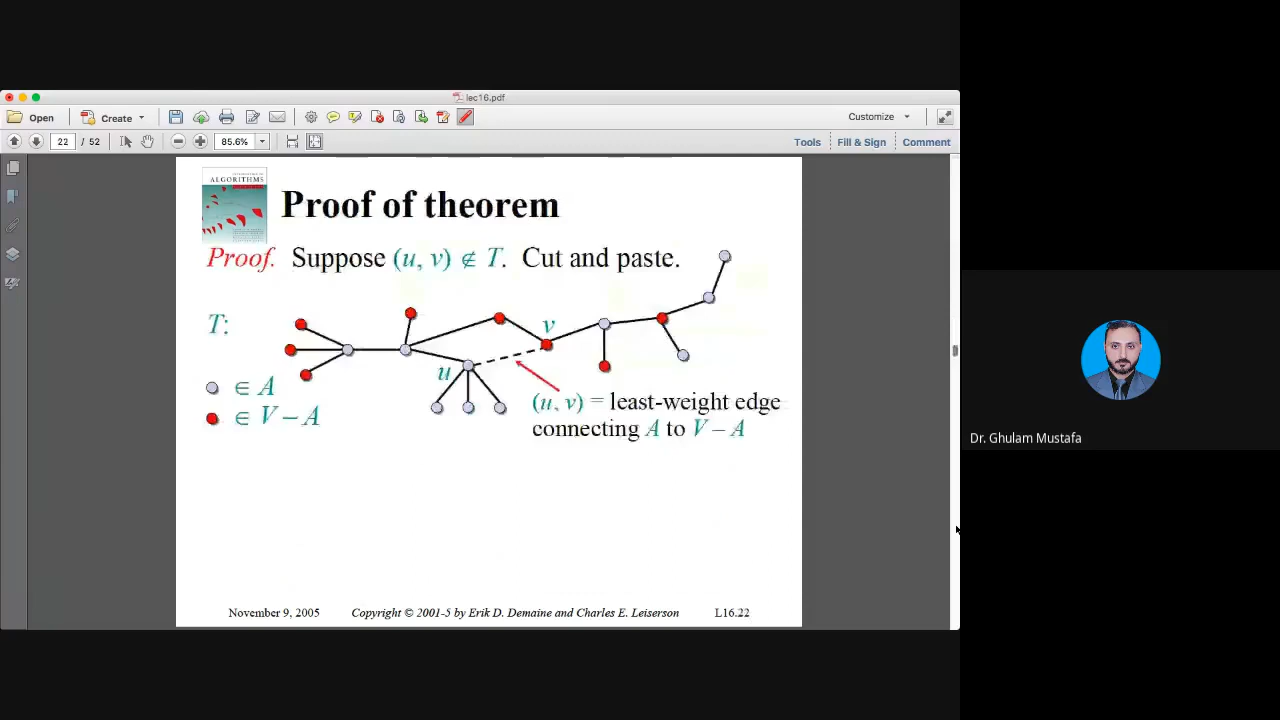 lec16.pdf
Open
Create
Customize
22 / 52
85.6%
Tools
Fill & Sign
Comment
ALGORITHMS
Proof of theorem
Proof. Suppose (u, v) ∉ T. Cut and paste.
T:
v
u
∈ A
∈ V – A
(u, v) = least-weight edge
connecting A to V – A
November 9, 2005 Copyright © 2001-5 by Erik D. Demaine and Charles E. Leiserson L16.22
Dr. Ghulam Mustafa